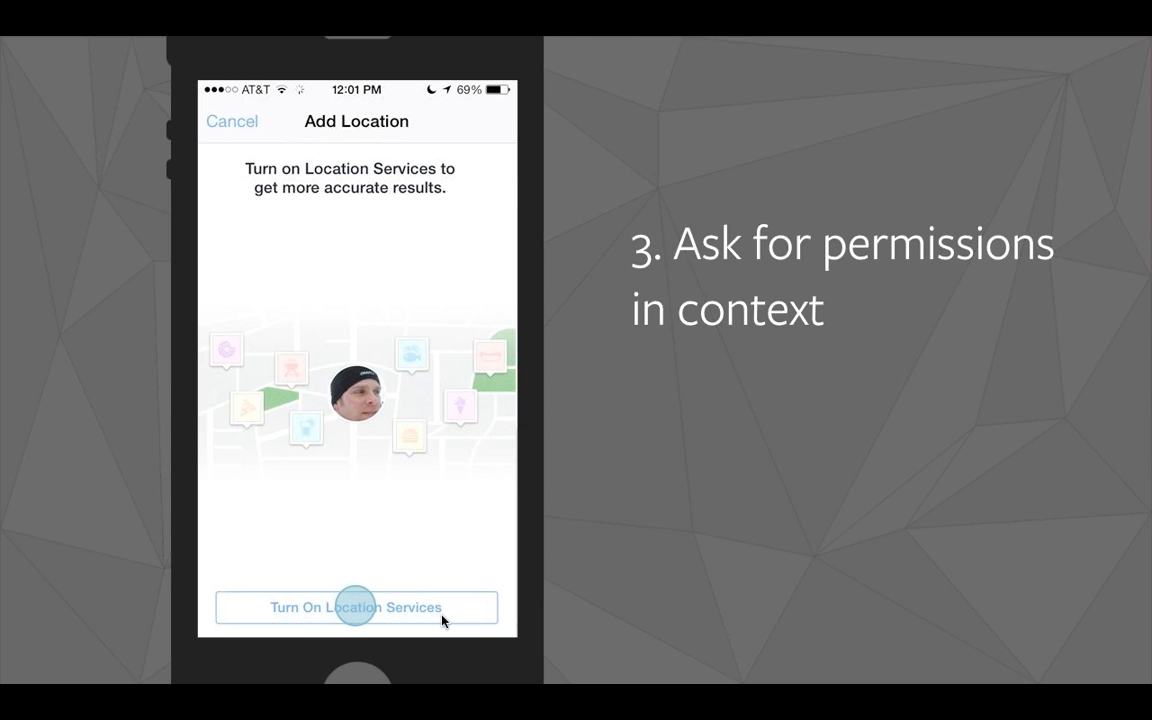 AT&T 12:01 PM 69%
Cancel Add Location
Turn on Location Services to
get more accurate results.
Turn On Location Services
3. Ask for permissions
in context